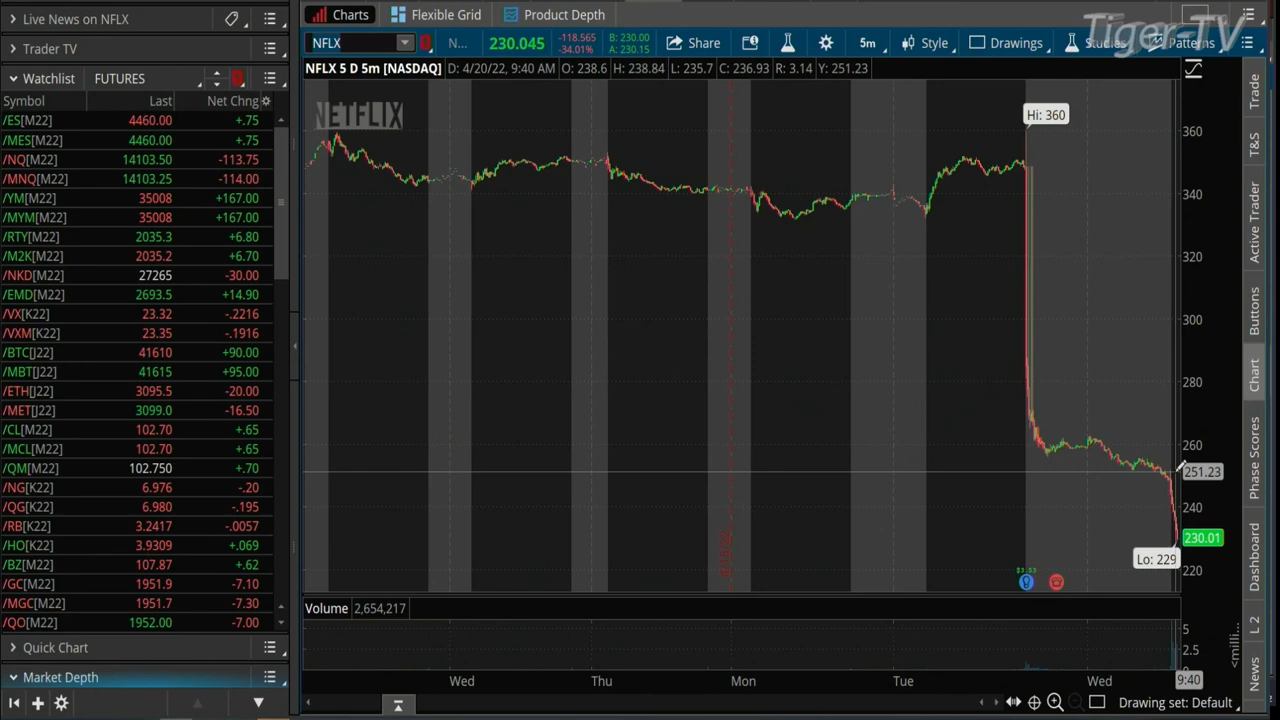 Live News on NFLX
Trader TV
Watchlist FUTURES
Symbol Last Net Chng
/ES[M22] 4460.00 +.75
/MES[M22] 4460.00 +.75
/NQ[M22] 14103.50 -113.75
/MNQ[M22] 14103.25 -114.00
/YM[M22] 35008 +167.00
/MYM[M22] 35008 +167.00
/RTY[M22] 2035.3 +6.80
/M2K[M22] 2035.2 +6.70
/NKD[M22] 27265 -30.00
/EMD[M22] 2693.5 +14.90
/VX[K22] 23.32 -.2216
/VXM[K22] 23.35 -.1916
/BTC[J22] 41610 +90.00
/MBT[J22] 41615 +95.00
/ETH[J22] 3095.5 -20.00
/MET[J22] 3099.0 -16.50
/CL[M22] 102.70 +.65
/MCL[M22] 102.70 +.65
/QM[M22] 102.750 +.70
/NG[K22] 6.976 -.20
/QG[K22] 6.980 -.195
/RB[K22] 3.2417 -.0057
/HO[K22] 3.9309 +.069
/BZ[M22] 107.87 +.62
/GC[M22] 1951.9 -7.10
/MGC[M22] 1951.7 -7.30
/QO[M22] 1952.00 -7.00
Quick Chart
Market Depth
Charts Flexible Grid Product Depth
Tiger-TV
NFLX N... 230.045 -118.565 B: 230.00 Share 5m Style Drawings Studies Patterns
-34.01% A: 230.15
NFLX 5 D 5m [NASDAQ] D: 4/20/22, 9:40 AM O: 238.6 H: 238.84 L: 235.7 C: 236.93 R: 3.14 Y: 251.23
NETFLIX
Hi: 360
360
340
320
300
280
260
251.23
240
230.01
Lo: 229
220
Volume 2,654,217
5
2.5
0
<milli...
Wed Thu Mon Tue Wed 9:40
Drawing set: Default
Trade
T&S
Active Trader
Buttons
Chart
Phase Scores
Dashboard
L 2
News